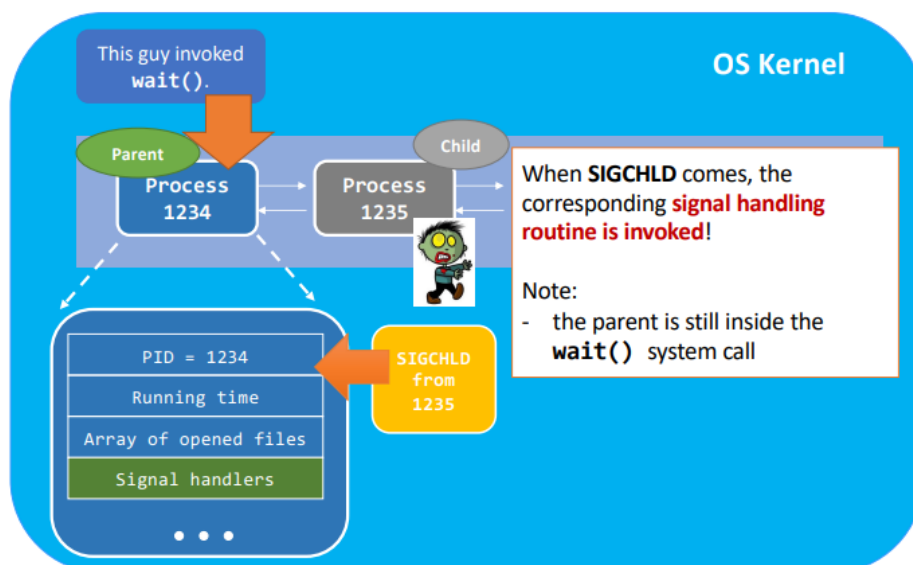 This guy invoked
wait().
OS Kernel
Parent
Child
Process
1234
Process
1235
When SIGCHLD comes, the
corresponding signal handling
routine is invoked!
Note:
- the parent is still inside the
wait() system call
PID = 1234
Running time
Array of opened files
Signal handlers
• • •
SIGCHLD
from
1235